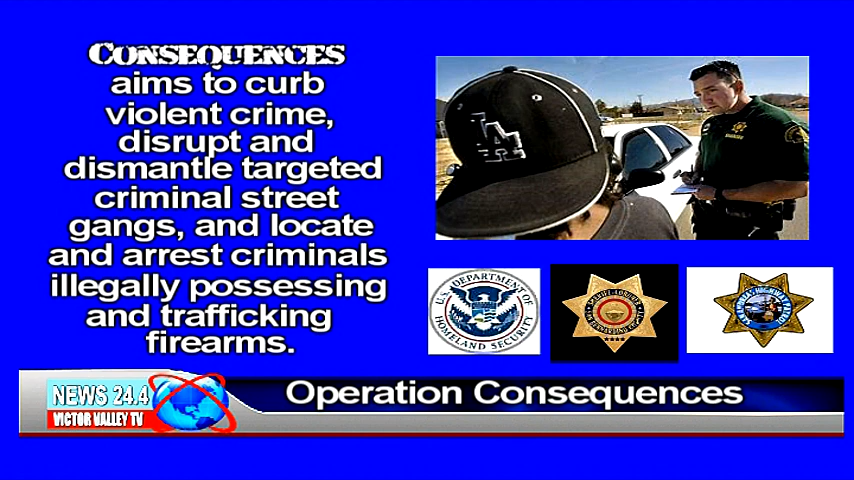 CONSEQUENCES
aims to curb
violent crime,
disrupt and
dismantle targeted
criminal street
gangs, and locate
and arrest criminals
illegally possessing
and trafficking
firearms.
LA
U.S. DEPARTMENT OF
HOMELAND SECURITY
Operation Consequences
NEWS 24.4
VICTOR VALLEY TV